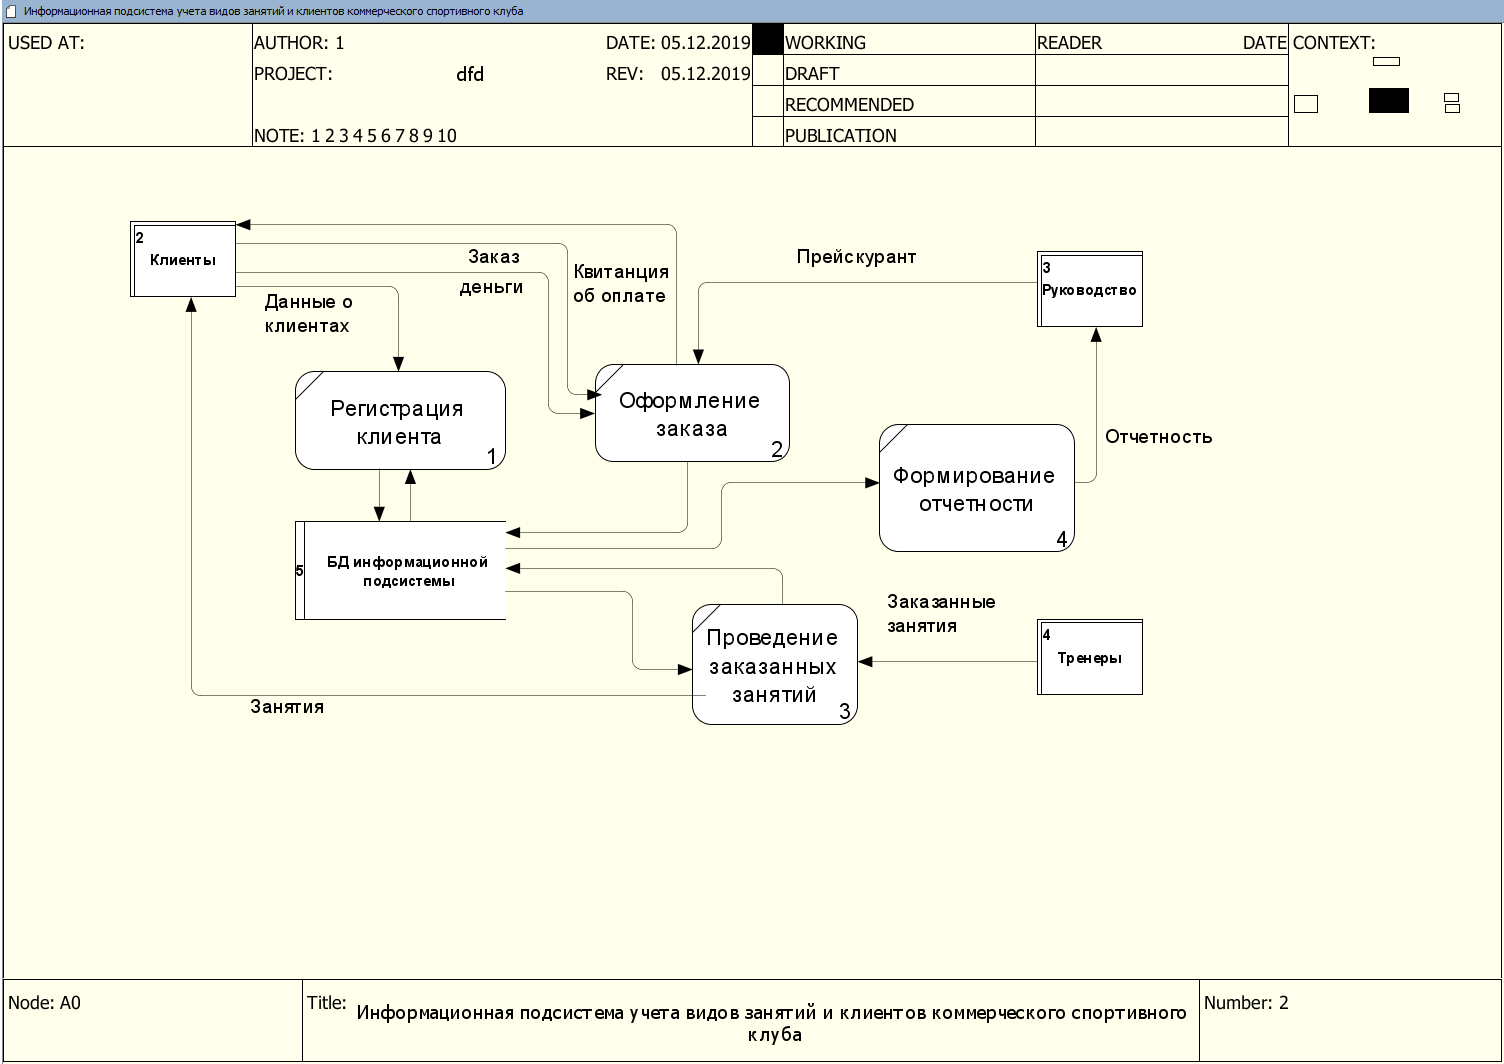 Информационная подсистема учета видов занятий и клиентов коммерческого спортивного клуба
USED AT:
AUTHOR: 1
DATE: 05.12.2019
PROJECT:
dfd
REV: 05.12.2019
NOTE: 1 2 3 4 5 6 7 8 9 10
WORKING
DRAFT
RECOMMENDED
PUBLICATION
READER
DATE
CONTEXT:
2
Клиенты
Заказ
деньги
Квитанция
об оплате
Прейскурант
3
Руководство
Данные о
клиентах
Регистрация
клиента
1
Оформление
заказа
2
Формирование
отчетности
4
Отчетность
5
БД информационной
подсистемы
Проведение
заказанных
занятий
3
Заказанные
занятия
4
Тренеры
Занятия
Node: A0
Title:
Информационная подсистема учета видов занятий и клиентов коммерческого спортивного
клуба
Number: 2